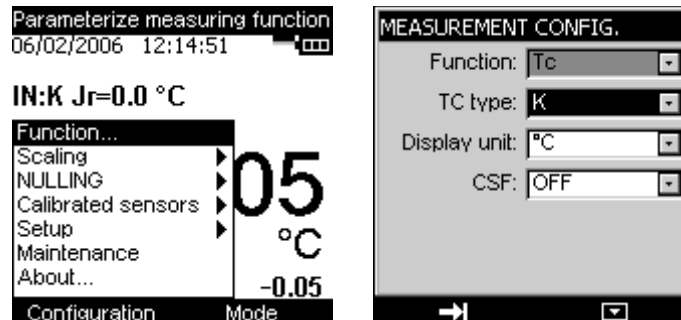 Parameterize measuring function
06/02/2006 12:14:51
IN:K Jr=0.0 °C
Function...
Scaling
NULLING
Calibrated sensors
Setup
Maintenance
About...
05
°C
-0.05
Configuration Mode
MEASUREMENT CONFIG.
Function: Tc
TC type: K
Display unit: °C
CSF: OFF